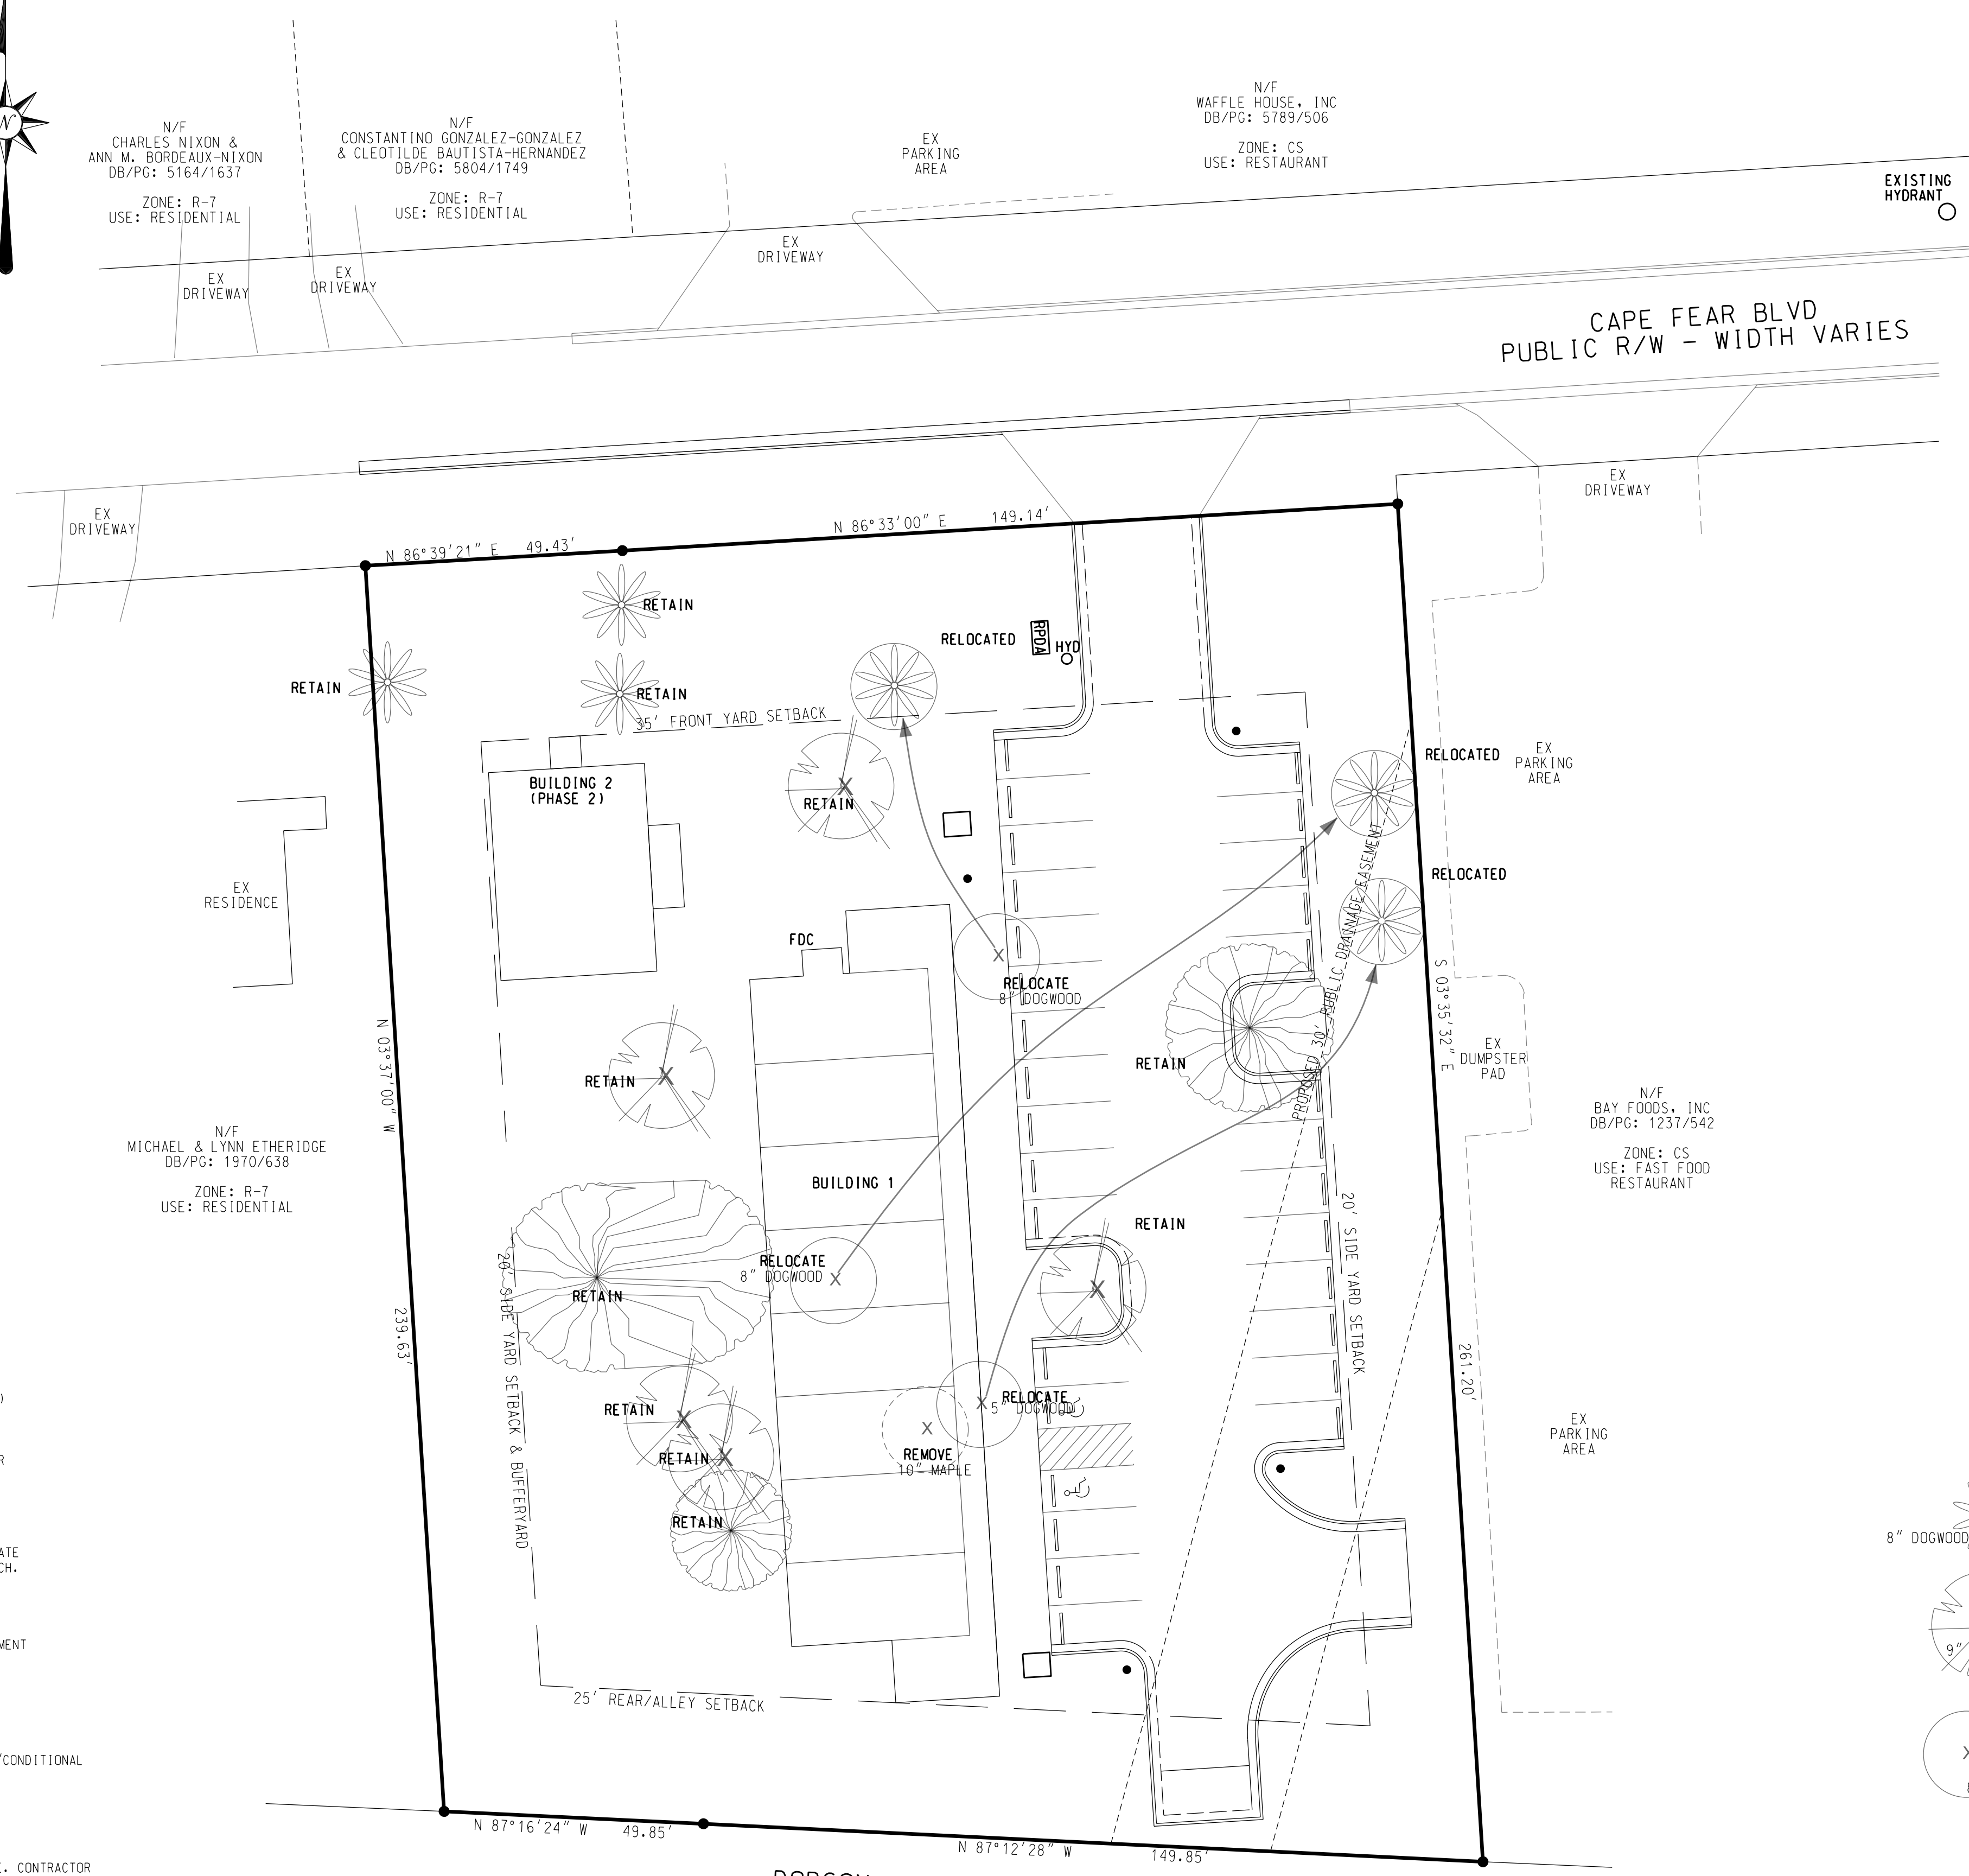 N
N/F
CHARLES NIXON &
ANN M. BORDEAUX-NIXON
DB/PG: 5164/1637
ZONE: R-7
USE: RESIDENTIAL
N/F
CONSTANTINO GONZALEZ-GONZALEZ
& CLEOTILDE BAUTISTA-HERNANDEZ
DB/PG: 5804/1749
ZONE: R-7
USE: RESIDENTIAL
EX
PARKING
AREA
N/F
WAFFLE HOUSE, INC
DB/PG: 5789/506
ZONE: CS
USE: RESTAURANT
EXISTING
HYDRANT
EX
DRIVEWAY
EX
DRIVEWAY
EX
DRIVEWAY
CAPE FEAR BLVD
PUBLIC R/W - WIDTH VARIES
EX
DRIVEWAY
EX
DRIVEWAY
N 86°39'21" E 49.43'
N 86°33'00" E 149.14'
RETAIN
RETAIN
RETAIN
RELOCATED
RPDA
HYD
35' FRONT YARD SETBACK
BUILDING 2
(PHASE 2)
RETAIN
RELOCATED
EX
PARKING
AREA
RELOCATED
EX
RESIDENCE
FDC
RELOCATE
8" DOGWOOD
PROPOSED 30' PUBLIC DRAINAGE EASEMENT
S 03°35'32" E
261.20'
N 03°37'00" W
239.63'
RETAIN
RETAIN
EX
DUMPSTER
PAD
N/F
MICHAEL & LYNN ETHERIDGE
DB/PG: 1970/638
ZONE: R-7
USE: RESIDENTIAL
N/F
BAY FOODS, INC
DB/PG: 1237/542
ZONE: CS
USE: FAST FOOD
RESTAURANT
BUILDING 1
RETAIN
20' SIDE YARD SETBACK
20' SIDE YARD SETBACK & BUFFERYARD
RELOCATE
8" DOGWOOD
RETAIN
RELOCATE
5" DOGWOOD
RETAIN
RETAIN
REMOVE
10" MAPLE
EX
PARKING
AREA
RETAIN
8" DOGWOOD
9"
25' REAR/ALLEY SETBACK
)
R
ATE
CH.
MENT
/CONDITIONAL
E. CONTRACTOR
N 87°16'24" W 49.85'
N 87°12'28" W 149.85'